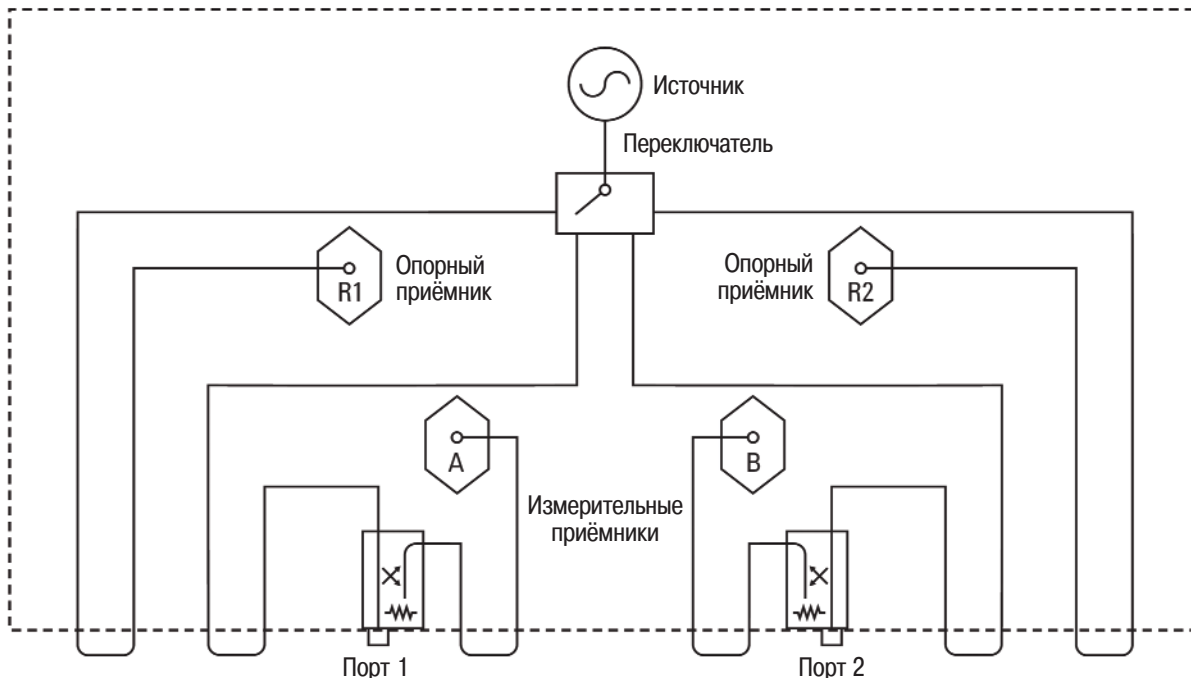 Источник
Переключатель
Опорный
приёмник
R1
Опорный
приёмник
R2
A
B
Измерительные
приёмники
Порт 1
Порт 2